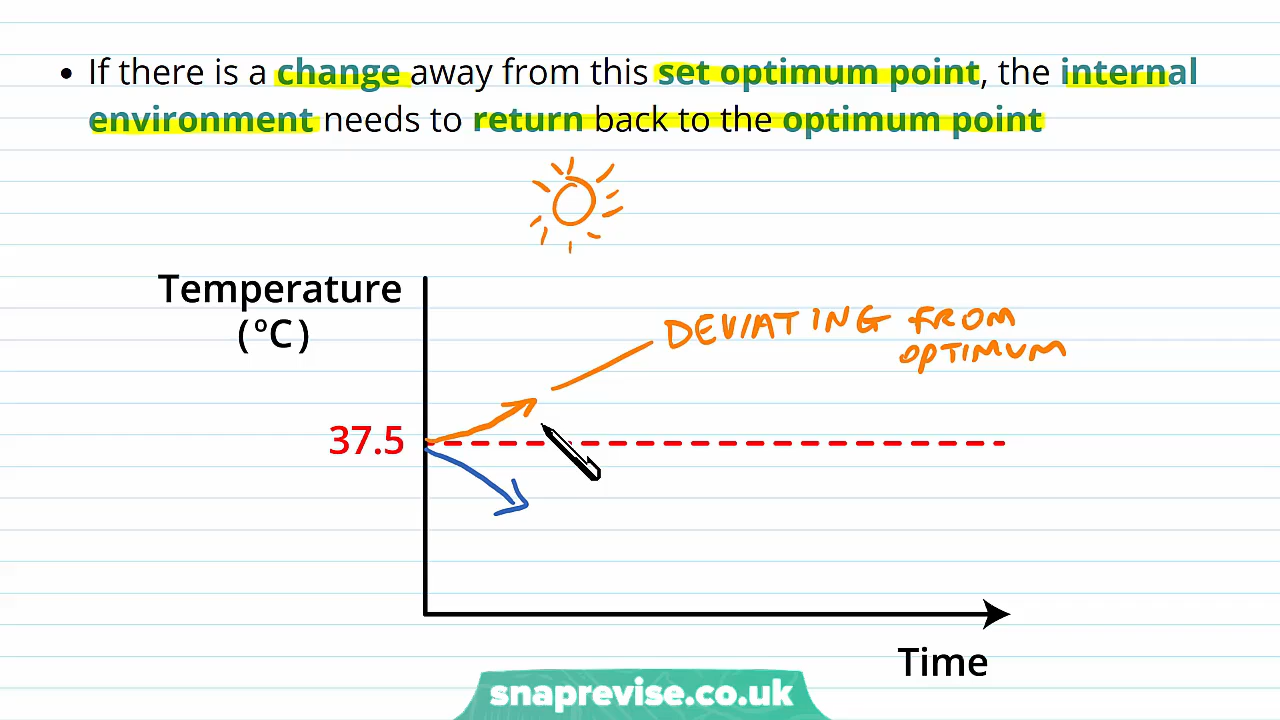 • If there is a change away from this set optimum point, the internal
environment needs to return back to the optimum point
Temperature
(ºC)
DEVIATING FROM
OPTIMUM
37.5
Time
snaprevise.co.uk